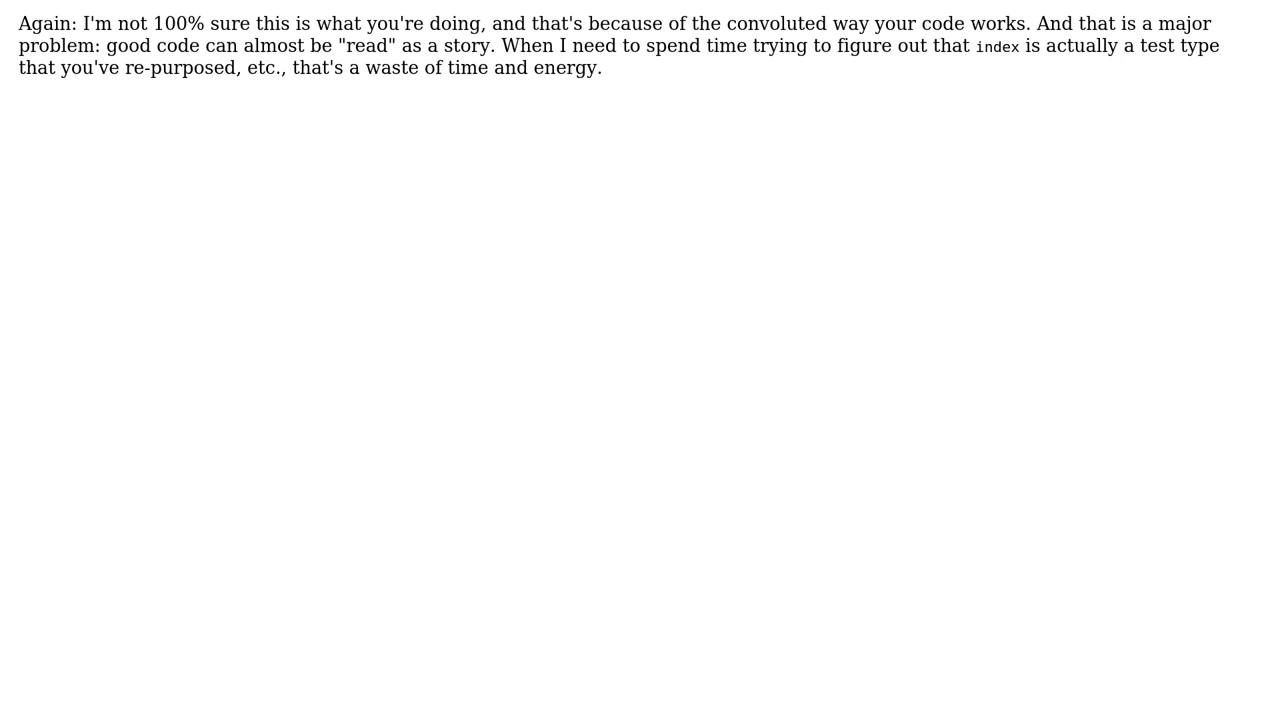 Again: I'm not 100% sure this is what you're doing, and that's because of the convoluted way your code works. And that is a major
problem: good code can almost be "read" as a story. When I need to spend time trying to figure out that index is actually a test type
that you've re-purposed, etc., that's a waste of time and energy.